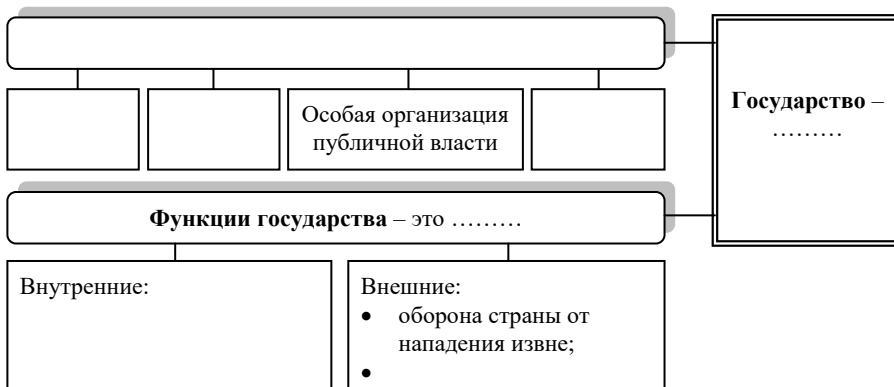 Особая организация
публичной власти
Государство –
………
Функции государства – это ………
Внутренние:
Внешние:
• оборона страны от
нападения извне;
•